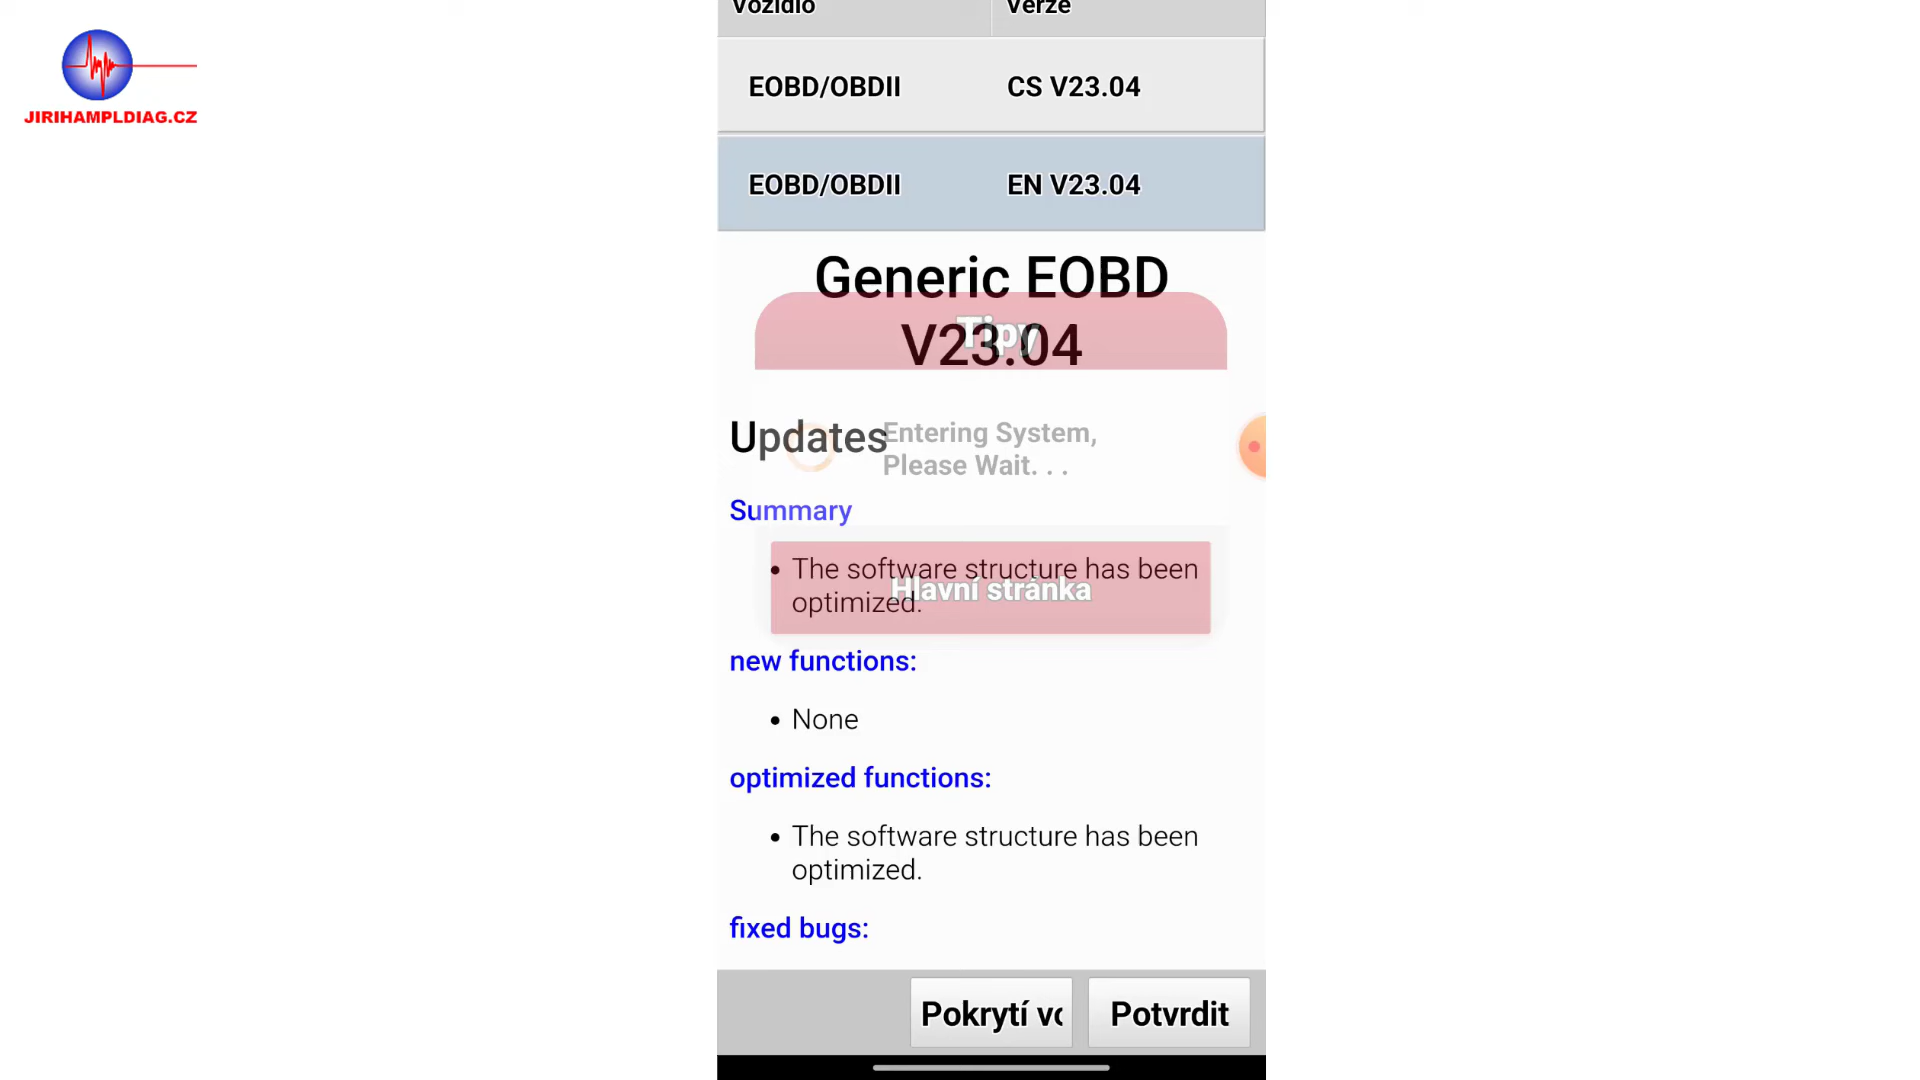 JIRIHAMPLDIAG.CZ
Vozidlo Verze
EOBD/OBDII CS V23.04
EOBD/OBDII EN V23.04
Generic EOBD
V23.04
Tipy
Updates
Entering System,
Please Wait. . .
Summary
• The software structure has been
optimized.
Hlavní stránka
new functions:
• None
optimized functions:
• The software structure has been
optimized.
fixed bugs:
Pokrytí vo Potvrdit